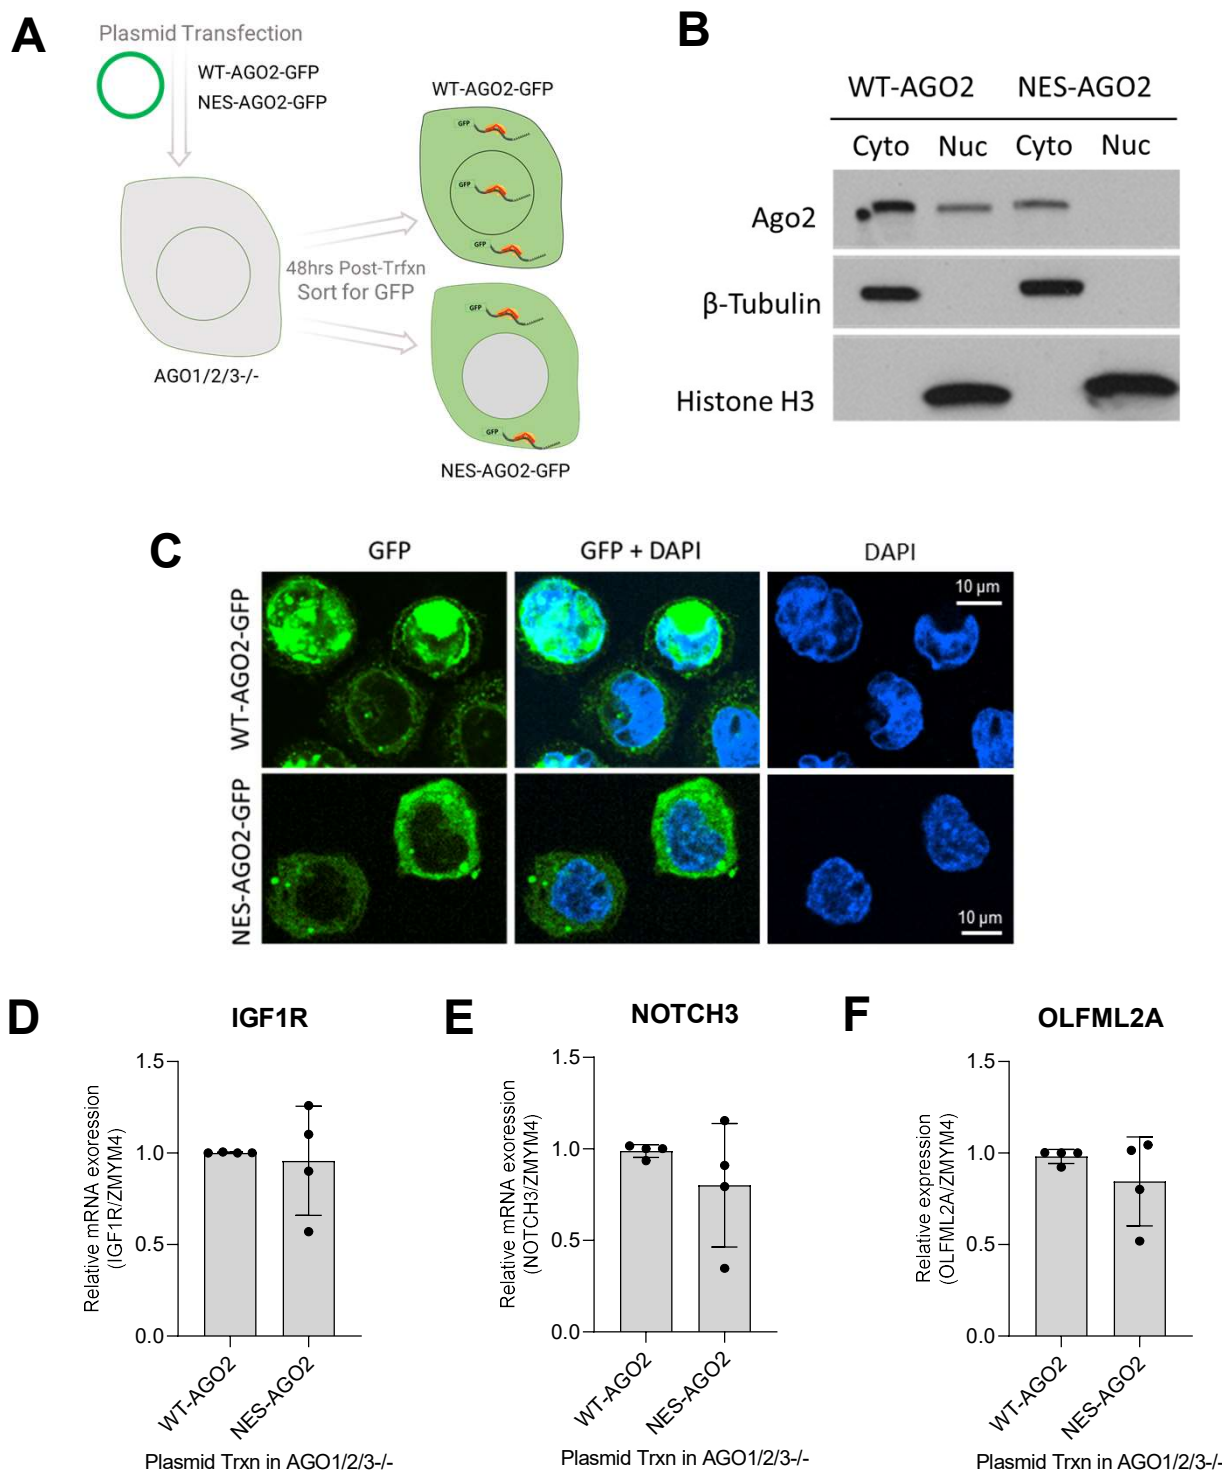 A
Plasmid Transfection
WT-AGO2-GFP
NES-AGO2-GFP
WT-AGO2-GFP
GFP
GFP
GFP
48hrs Post-Trfxn
Sort for GFP
GFP
GFP
AGO1/2/3-/-
NES-AGO2-GFP
B
WT-AGO2 NES-AGO2
Cyto Nuc Cyto Nuc
Ago2
β-Tubulin
Histone H3
C
GFP GFP + DAPI DAPI
WT-AGO2-GFP
10 µm
NES-AGO2-GFP
10 µm
D
IGF1R
Relative mRNA exoression
(IGF1R/ZMYM4)
1.5
1.0
0.5
0.0
WT-AGO2
NES-AGO2
Plasmid Trxn in AGO1/2/3-/-
E
NOTCH3
Relative mRNA exoression
(NOTCH3/ZMYM4)
1.5
1.0
0.5
0.0
WT-AGO2
NES-AGO2
Plasmid Trxn in AGO1/2/3-/-
F
OLFML2A
Relative expression
(OLFML2A/ZMYM4)
1.5
1.0
0.5
0.0
WT-AGO2
NES-AGO2
Plasmid Trxn in AGO1/2/3-/-